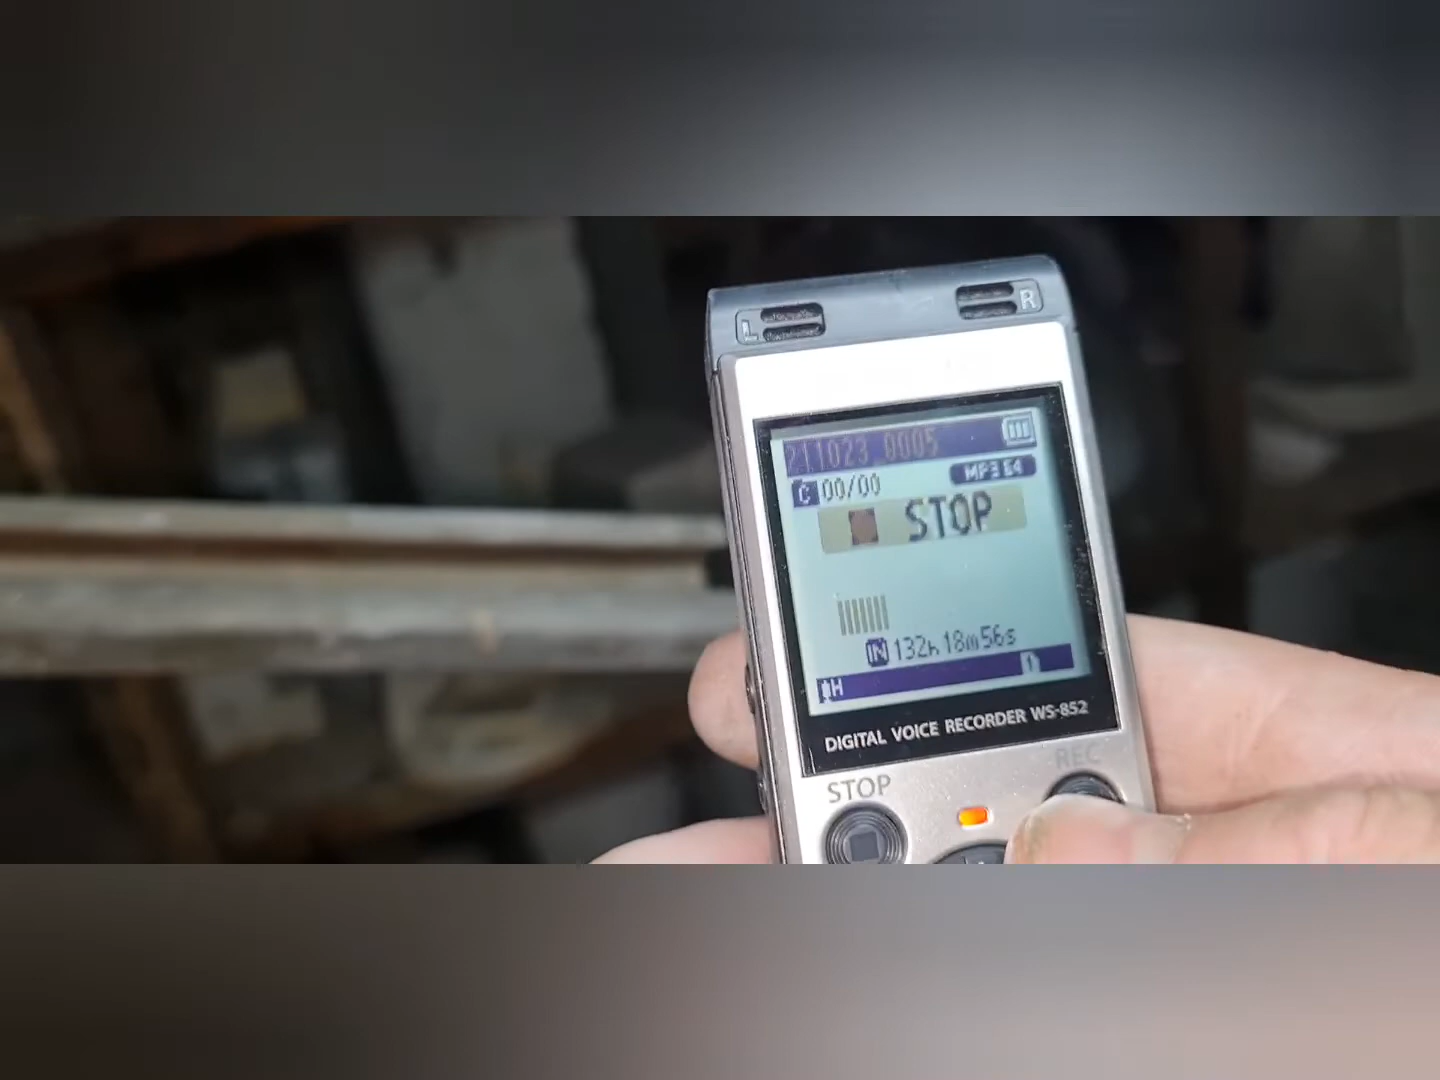 L R
211023_0005
MP3 64
C 00/00
STOP
IN 132h 18m 56s
H
DIGITAL VOICE RECORDER WS-852
STOP REC